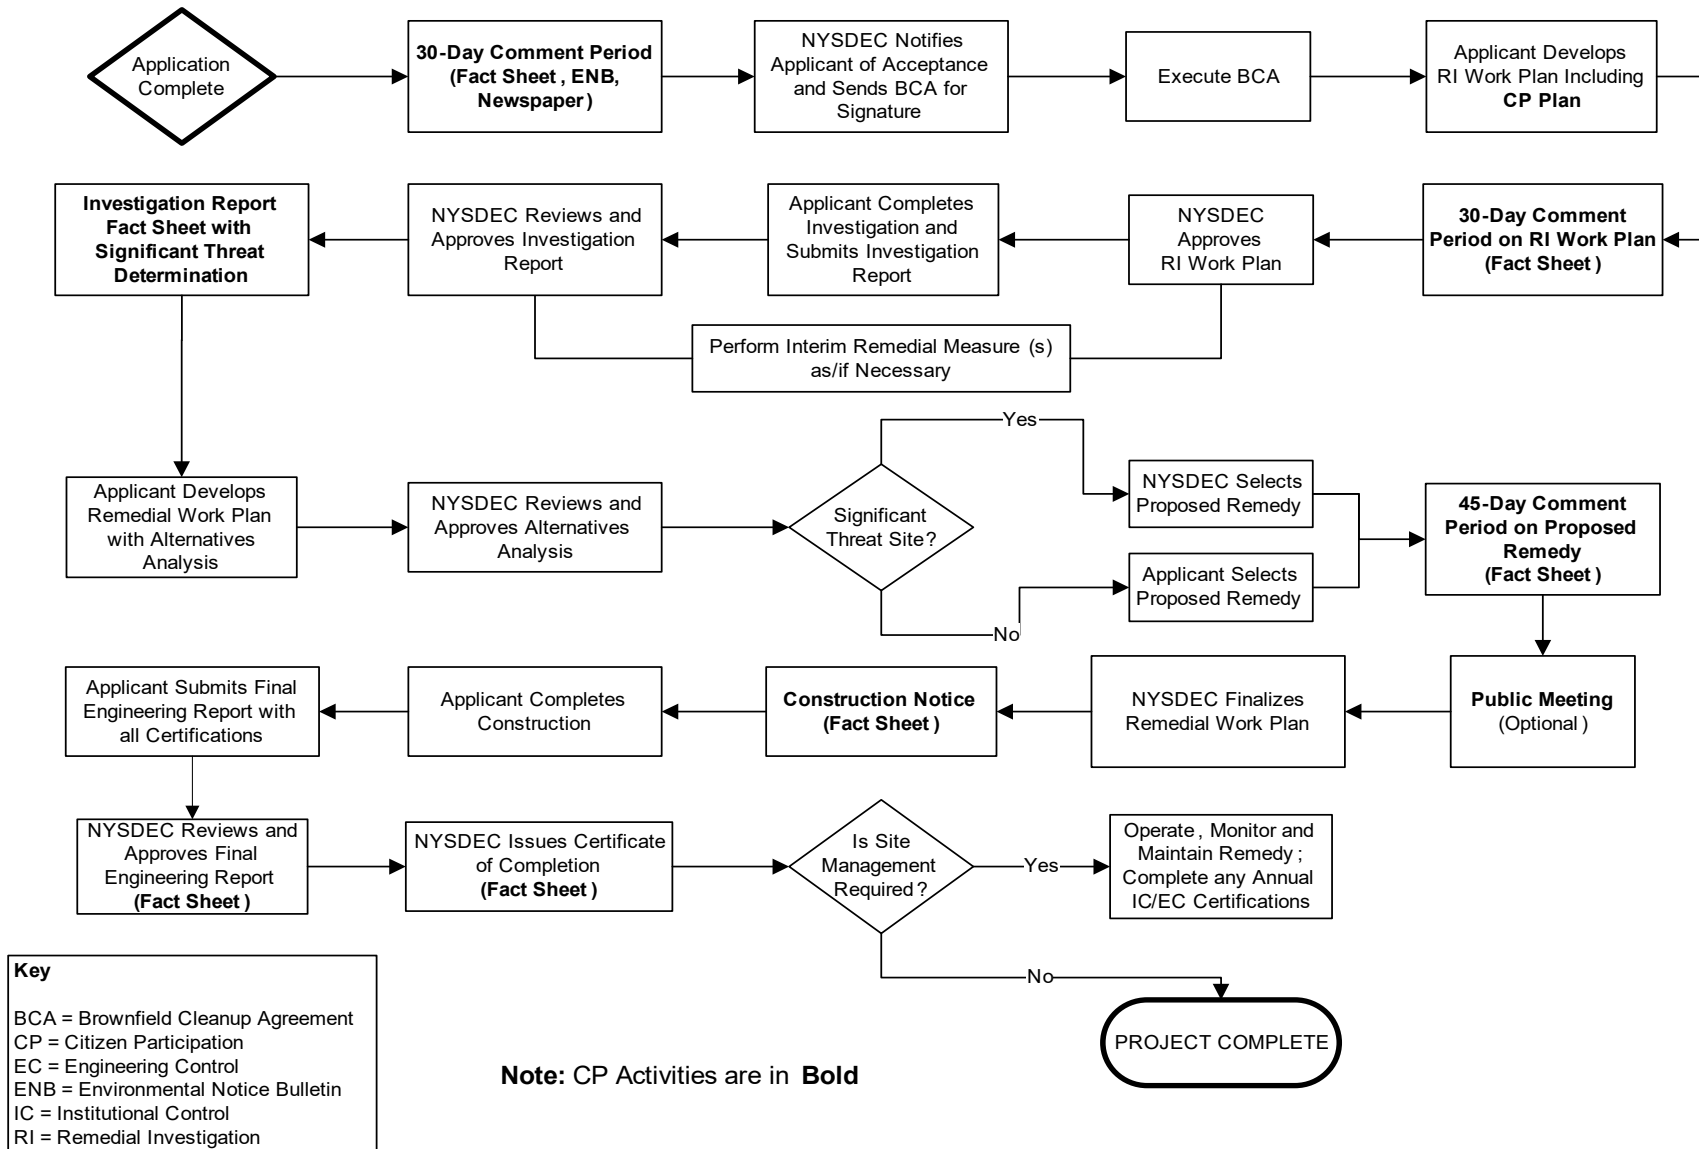 Application
Complete
30-Day Comment Period
(Fact Sheet , ENB,
Newspaper )
NYSDEC Notifies
Applicant of Acceptance
and Sends BCA for
Signature
Execute BCA
Applicant Develops
RI Work Plan Including
CP Plan
Investigation Report
Fact Sheet with
Significant Threat
Determination
NYSDEC Reviews and
Approves Investigation
Report
Applicant Completes
Investigation and
Submits Investigation
Report
NYSDEC
Approves
RI Work Plan
30-Day Comment
Period on RI Work Plan
(Fact Sheet )
Perform Interim Remedial Measure (s)
as/if Necessary
Applicant Develops
Remedial Work Plan
with Alternatives
Analysis
NYSDEC Reviews and
Approves Alternatives
Analysis
Significant
Threat Site?
Yes
No
NYSDEC Selects
Proposed Remedy
Applicant Selects
Proposed Remedy
45-Day Comment
Period on Proposed
Remedy
(Fact Sheet )
Applicant Submits Final
Engineering Report with
all Certifications
Applicant Completes
Construction
Construction Notice
(Fact Sheet )
NYSDEC Finalizes
Remedial Work Plan
Public Meeting
(Optional )
NYSDEC Reviews and
Approves Final
Engineering Report
(Fact Sheet )
NYSDEC Issues Certificate
of Completion
(Fact Sheet )
Is Site
Management
Required?
Yes
Operate , Monitor and
Maintain Remedy ;
Complete any Annual
IC/EC Certifications
No
PROJECT COMPLETE
Key
BCA = Brownfield Cleanup Agreement
CP = Citizen Participation
EC = Engineering Control
ENB = Environmental Notice Bulletin
IC = Institutional Control
RI = Remedial Investigation
Note: CP Activities are in Bold